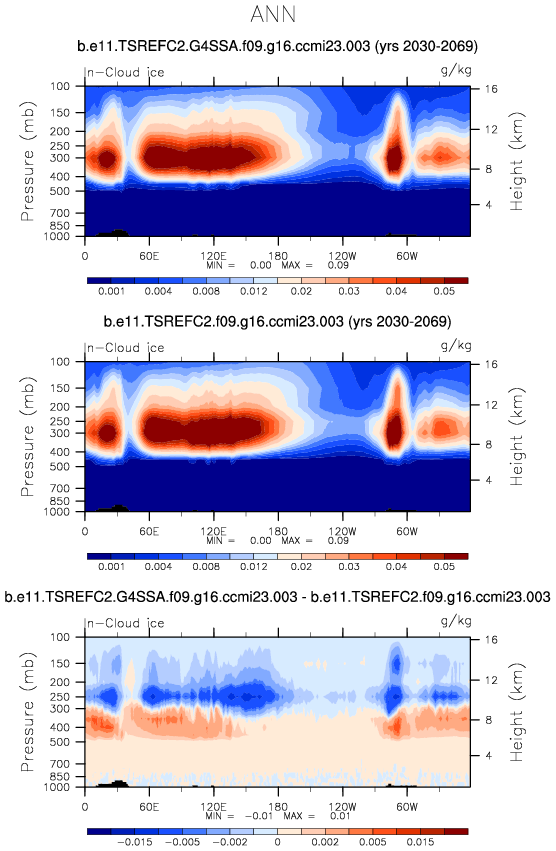 ANN
b.e11.TSREFC2.G4SSA.f09.g16.ccmi23.003 (yrs 2030-2069)
In-Cloud ice g/kg
Pressure (mb)
Height (km)
100
150
200
250
300
400
500
700
850
1000
16
12
8
4
0 60E 120E 180 120W 60W
MIN = 0.00 MAX = 0.09
0.001 0.004 0.008 0.012 0.02 0.03 0.04 0.05
b.e11.TSREFC2.f09.g16.ccmi23.003 (yrs 2030-2069)
In-Cloud ice g/kg
Pressure (mb)
Height (km)
100
150
200
250
300
400
500
700
850
1000
16
12
8
4
0 60E 120E 180 120W 60W
MIN = 0.00 MAX = 0.09
0.001 0.004 0.008 0.012 0.02 0.03 0.04 0.05
b.e11.TSREFC2.G4SSA.f09.g16.ccmi23.003 - b.e11.TSREFC2.f09.g16.ccmi23.003
In-Cloud ice g/kg
Pressure (mb)
Height (km)
100
150
200
250
300
400
500
700
850
1000
16
12
8
4
0 60E 120E 180 120W 60W
MIN = -0.01 MAX = 0.01
-0.015 -0.005 -0.002 0 0.002 0.005 0.015